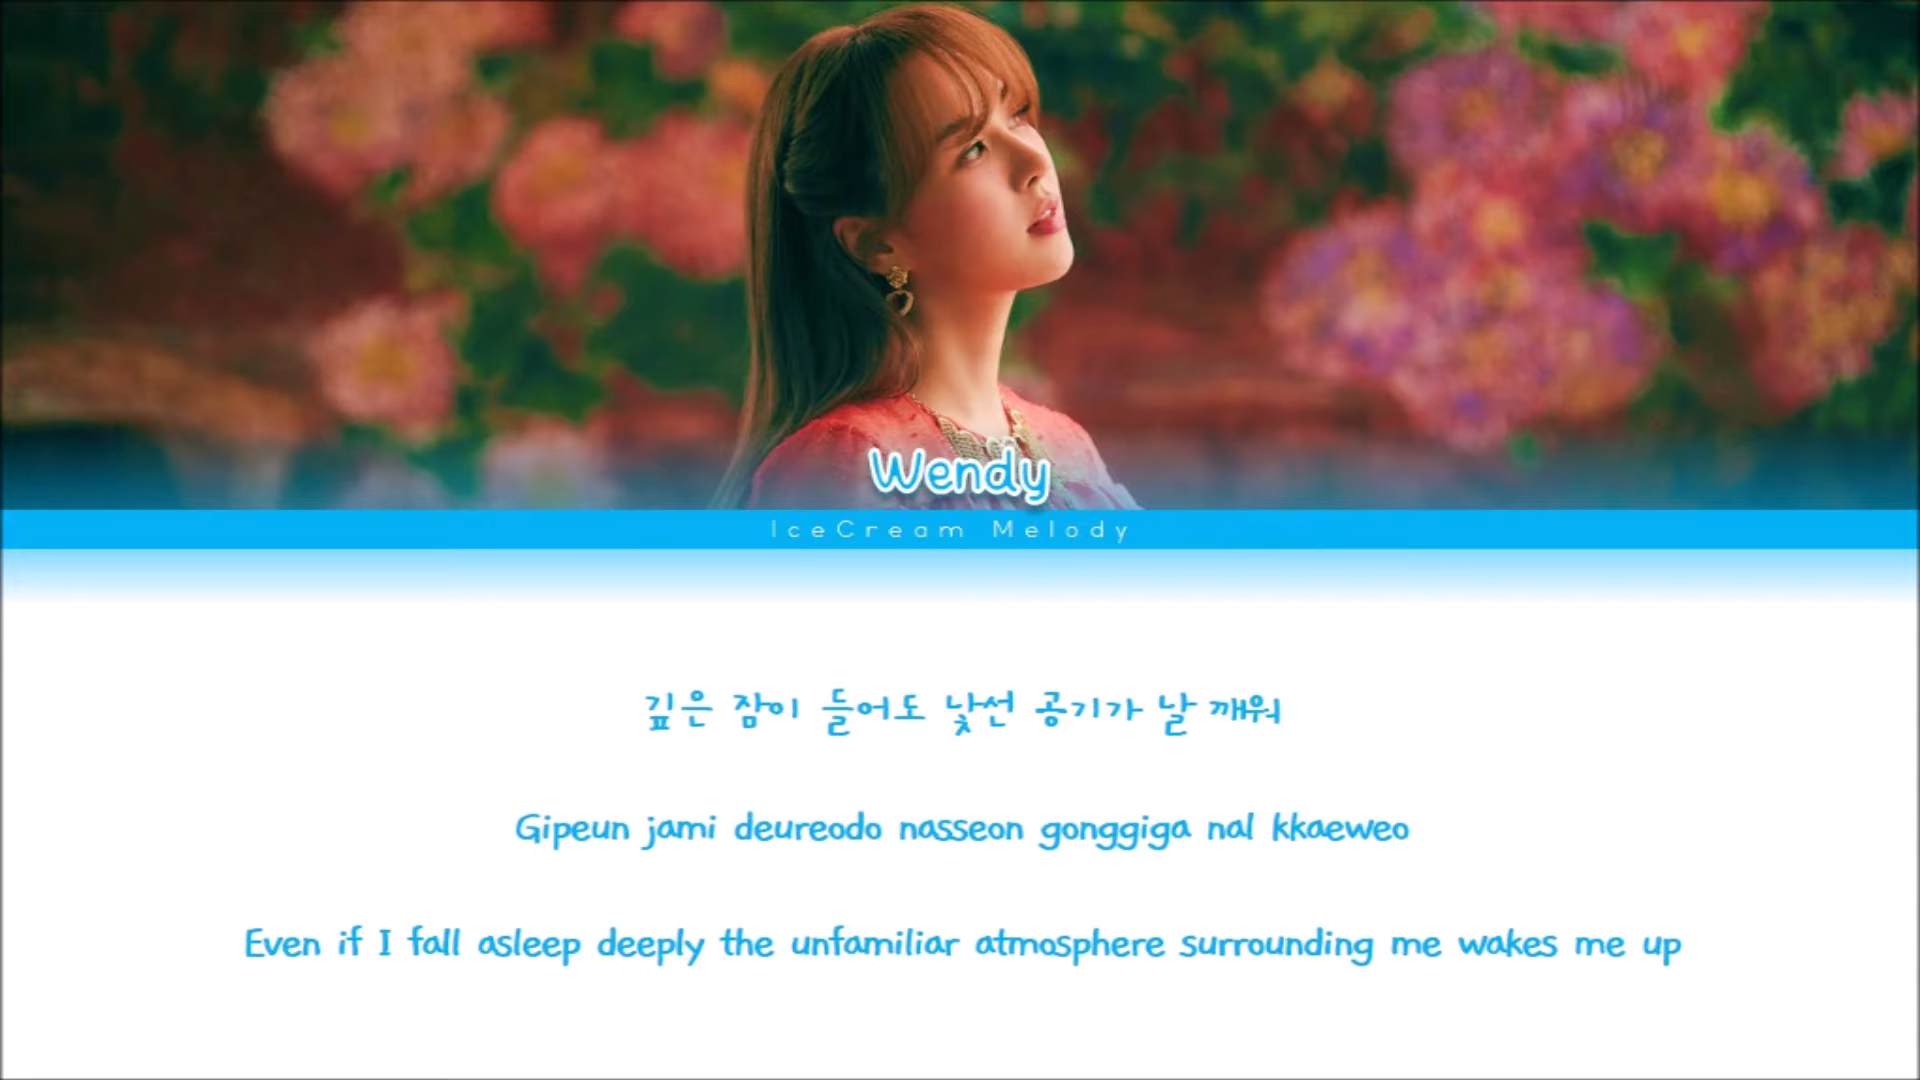 Wendy
IceCream Melody
깊은 잠이 들어도 낯선 공기가 날 깨워
Gipeun jami deureodo nasseon gonggiga nal kkaeweo
Even if I fall asleep deeply the unfamiliar atmosphere surrounding me wakes me up